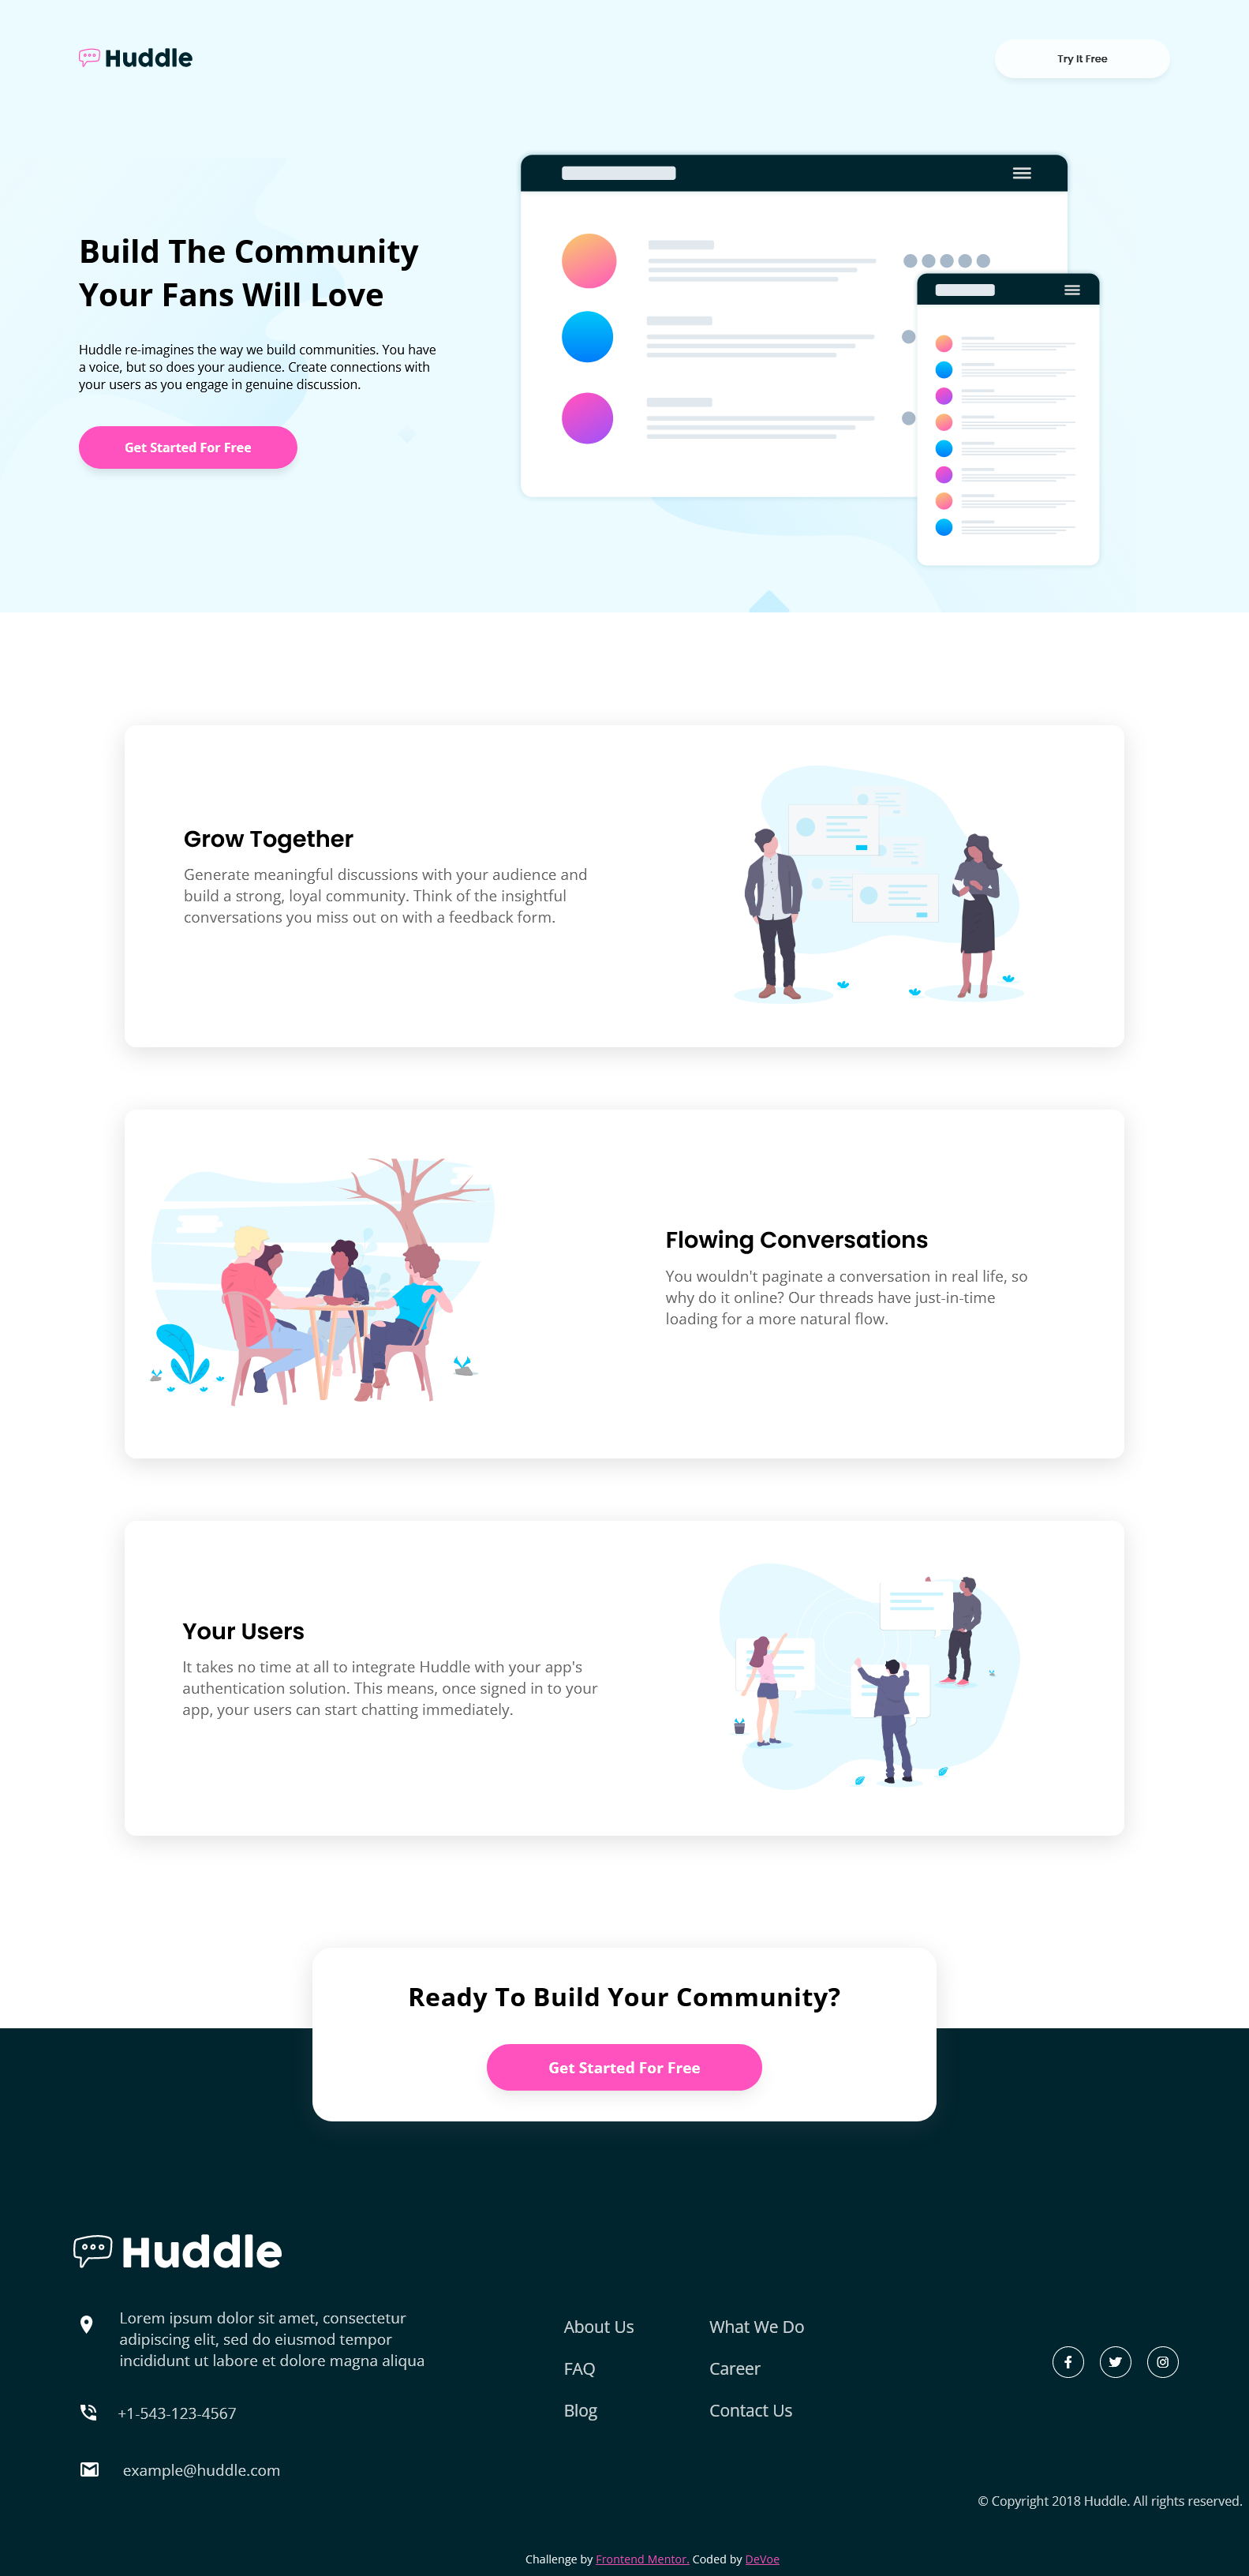 Huddle
Try It Free
Build The Community
Your Fans Will Love
Huddle re-imagines the way we build communities. You have
a voice, but so does your audience. Create connections with
your users as you engage in genuine discussion.
Get Started For Free
Grow Together
Generate meaningful discussions with your audience and
build a strong, loyal community. Think of the insightful
conversations you miss out on with a feedback form.
Flowing Conversations
You wouldn't paginate a conversation in real life, so
why do it online? Our threads have just-in-time
loading for a more natural flow.
Your Users
It takes no time at all to integrate Huddle with your app's
authentication solution. This means, once signed in to your
app, your users can start chatting immediately.
Ready To Build Your Community?
Get Started For Free
Huddle
Lorem ipsum dolor sit amet, consectetur
adipiscing elit, sed do eiusmod tempor
incididunt ut labore et dolore magna aliqua
+1-543-123-4567
example@huddle.com
About Us
FAQ
Blog
What We Do
Career
Contact Us
© Copyright 2018 Huddle. All rights reserved.
Challenge by Frontend Mentor. Coded by DeVoe